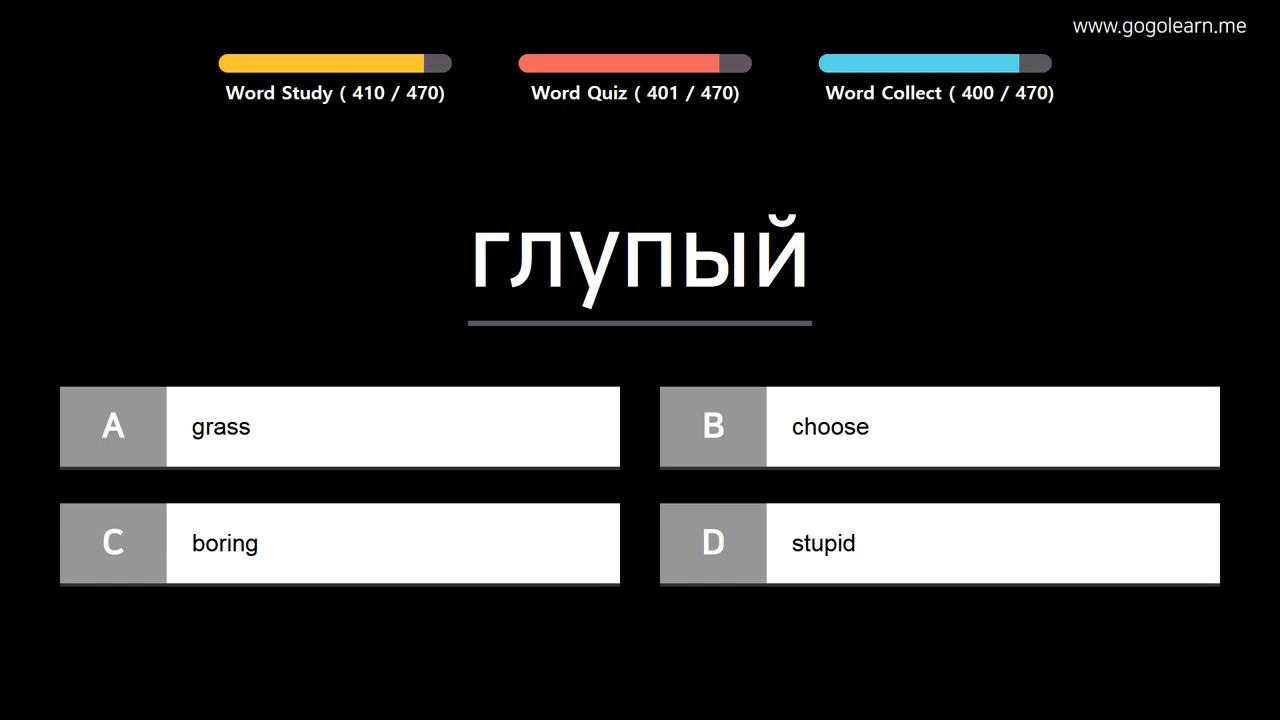 www.gogolearn.me
Word Study ( 410 / 470)
Word Quiz ( 401 / 470)
Word Collect ( 400 / 470)
глупый
A grass
B choose
C boring
D stupid